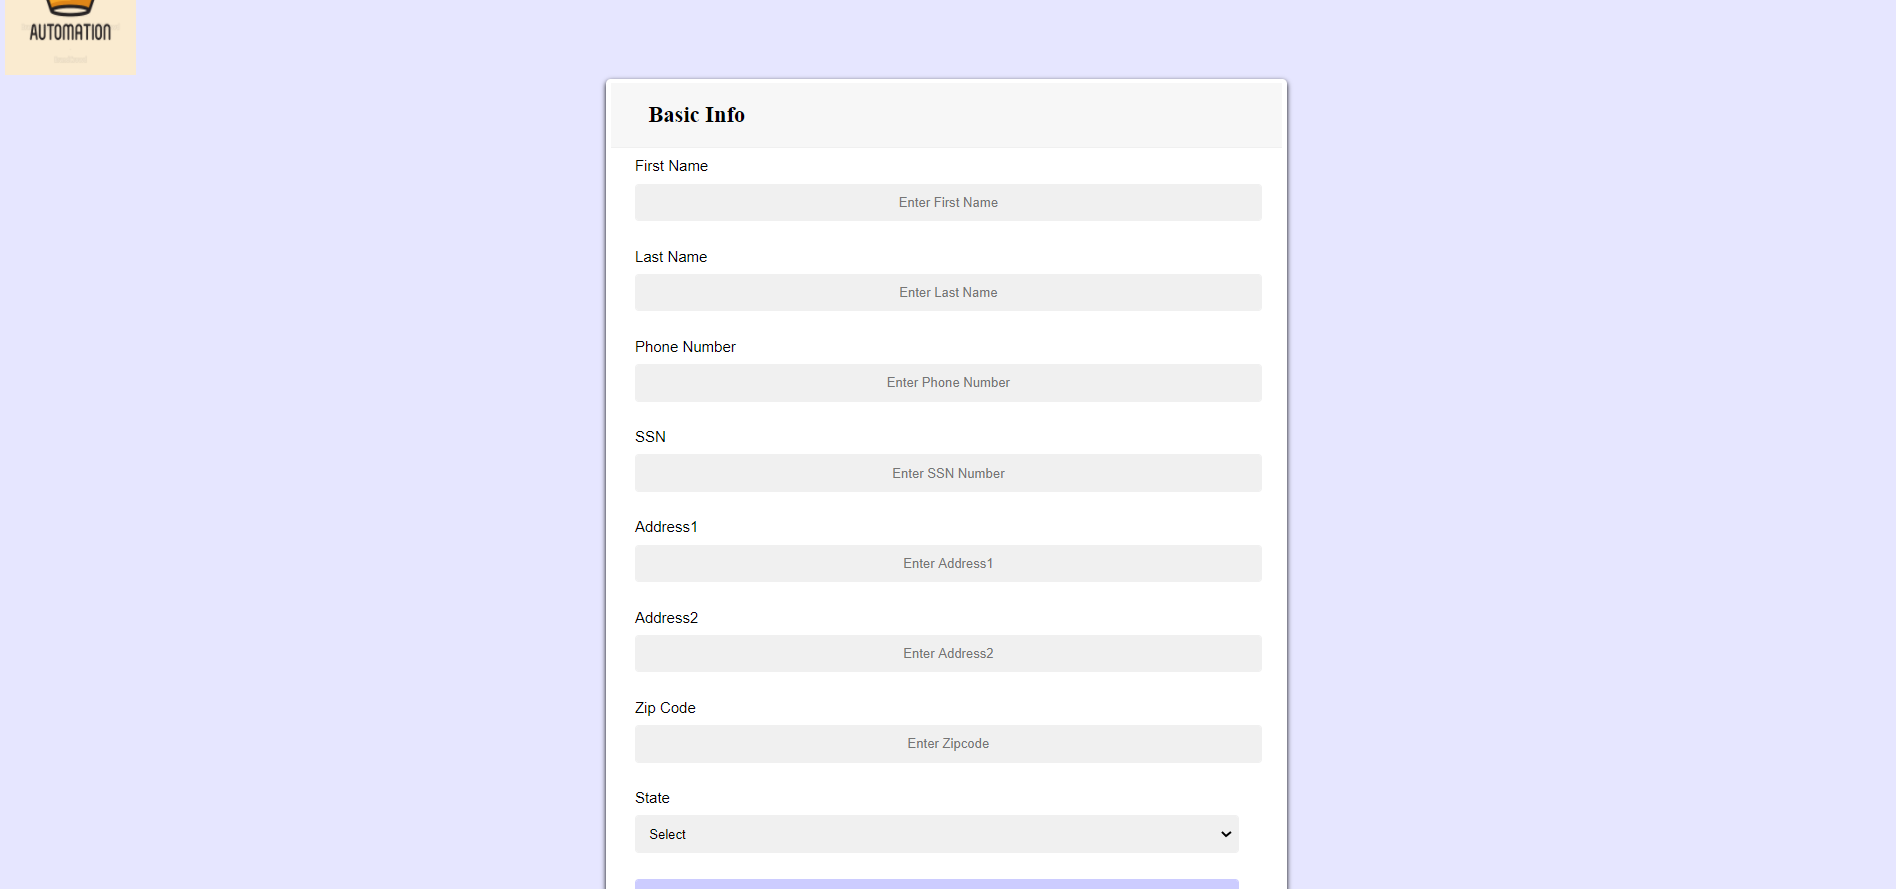 AUTOMATION
Basic Info
First Name
Enter First Name
Last Name
Enter Last Name
Phone Number
Enter Phone Number
SSN
Enter SSN Number
Address1
Enter Address1
Address2
Enter Address2
Zip Code
Enter Zipcode
State
Select